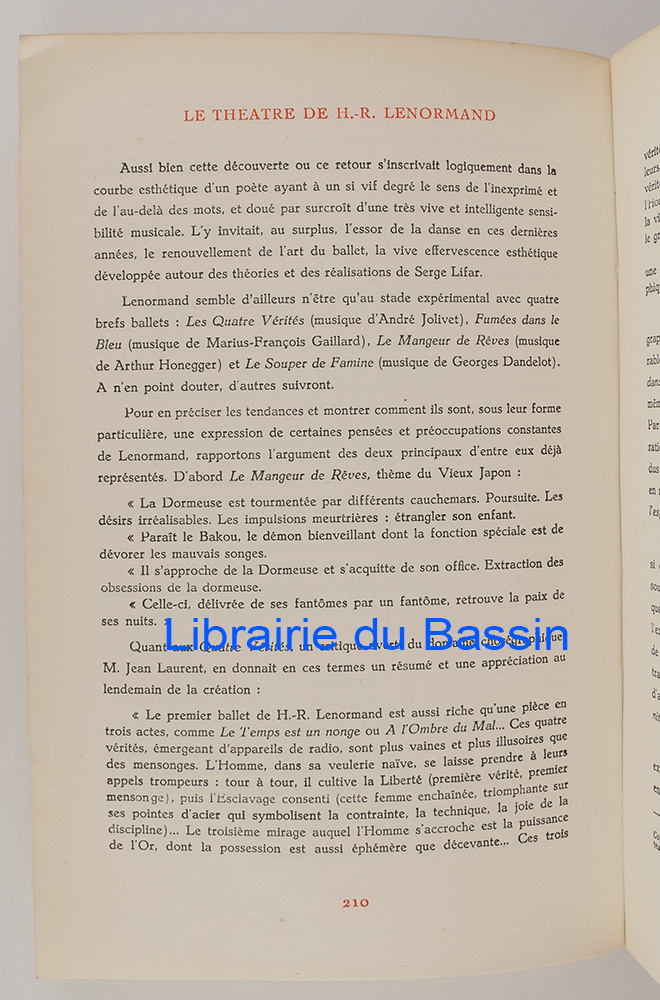 LE THEATRE DE H.-R. LENORMAND
Aussi bien cette découverte ou ce retour s'inscrivait logiquement dans la
courbe esthétique d'un poète ayant à un si vif degré le sens de l'inexprimé et
de l'au-delà des mots, et doué par surcroît d'une très vive et intelligente sensi-
bilité musicale. L'y invitait, au surplus, l'essor de la danse en ces dernières
années, le renouvellement de l'art du ballet, la vive effervescence esthétique
développée autour des théories et des réalisations de Serge Lifar.
Lenormand semble d'ailleurs n'être qu'au stade expérimental avec quatre
brefs ballets : Les Quatre Vérités (musique d'André Jolivet), Fumées dans le
Bleu (musique de Marius-François Gaillard), Le Mangeur de Rêves (musique
de Arthur Honegger) et Le Souper de Famine (musique de Georges Dandelot).
A n'en point douter, d'autres suivront.
Pour en préciser les tendances et montrer comment ils sont, sous leur forme
particulière, une expression de certaines pensées et préoccupations constantes
de Lenormand, rapportons l'argument des deux principaux d'entre eux déjà
représentés. D'abord Le Mangeur de Rêves, thème du Vieux Japon :
« La Dormeuse est tourmentée par différents cauchemars. Poursuite. Les
désirs irréalisables. Les impulsions meurtrières : étrangler son enfant.
« Paraît le Bakou, le démon bienveillant dont la fonction spéciale est de
dévorer les mauvais songes.
« Il s'approche de la Dormeuse et s'acquitte de son office. Extraction des
obsessions de la dormeuse.
« Celle-ci, délivrée de ses fantômes par un fantôme, retrouve la paix de
ses nuits. »
Librairie du Bassin
Quant aux Quatre Vérités, un critique averti du domaine chorégraphique,
M. Jean Laurent, en donnait en ces termes un résumé et une appréciation au
lendemain de la création :
« Le premier ballet de H.-R. Lenormand est aussi riche qu'une pièce en
trois actes, comme Le Temps est un nonge ou A l'Ombre du Mal... Ces quatre
vérités, émergeant d'appareils de radio, sont plus vaines et plus illusoires que
des mensonges. L'Homme, dans sa veulerie naïve, se laisse prendre à leurs
appels trompeurs : tour à tour, il cultive la Liberté (première vérité, premier
mensonge), puis l'Esclavage consenti (cette femme enchaînée, triomphante sur
ses pointes d'acier qui symbolisent la contrainte, la technique, la joie de la
discipline)... Le troisième mirage auquel l'Homme s'accroche est la puissance
de l'Or, dont la possession est aussi éphémère que décevante... Ces trois
210